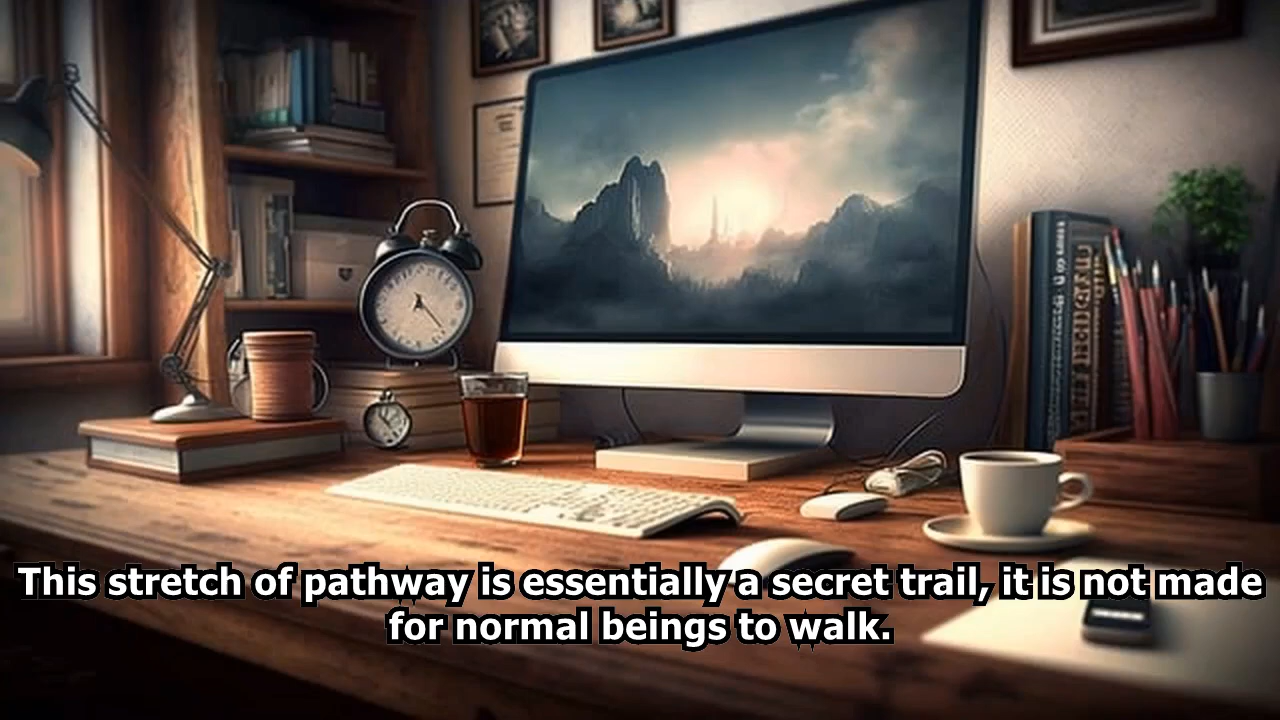 This stretch of pathway is essentially a secret trail, it is not made
for normal beings to walk.